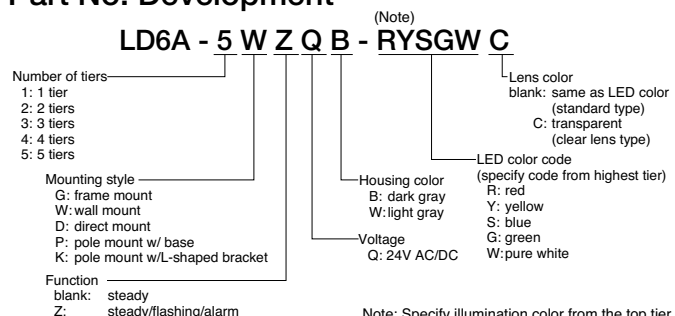 Part No. Development
(Note)
LD6A - 5 W Z Q B - RYSGW C
Number of tiers
1: 1 tier
2: 2 tiers
3: 3 tiers
4: 4 tiers
5: 5 tiers
Lens color
blank: same as LED color
(standard type)
C: transparent
(clear lens type)
LED color code
(specify code from highest tier)
R: red
Y: yellow
S: blue
G: green
W: pure white
Mounting style
G: frame mount
W: wall mount
D: direct mount
P: pole mount w/ base
K: pole mount w/L-shaped bracket
Housing color
B: dark gray
W: light gray
Voltage
Q: 24V AC/DC
Function
blank: steady
Z: steady/flashing/alarm
Note: Specify illumination color from the top tier